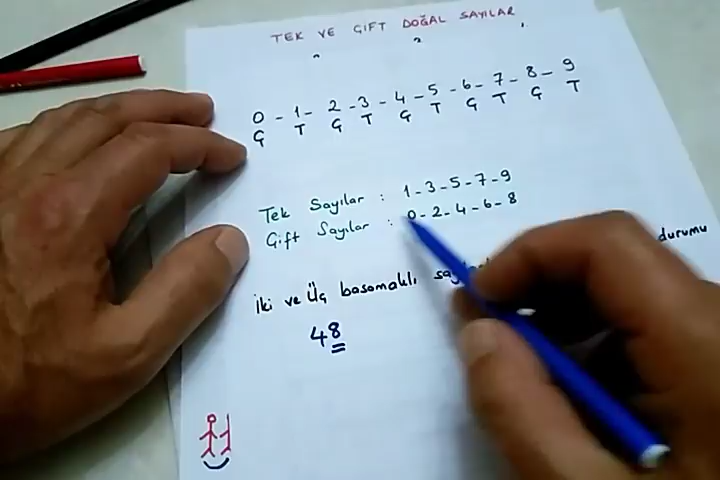 TEK VE ÇİFT DOĞAL SAYILAR
0 - 1 - 2 - 3 - 4 - 5 - 6 - 7 - 8 - 9
Ç T Ç T Ç T Ç T Ç T
Tek Sayılar : 1 - 3 - 5 - 7 - 9
Çift Sayılar : 0 - 2 - 4 - 6 - 8
İki ve Üç basamaklı durumu
48